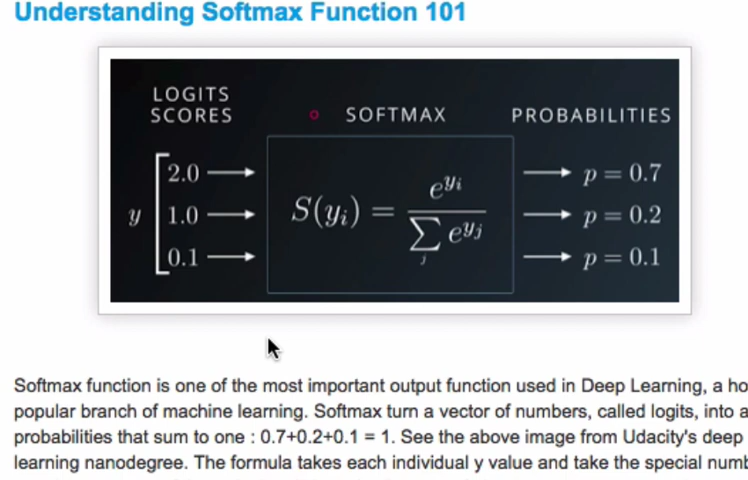 Understanding Softmax Function 101
LOGITS SCORES SOFTMAX PROBABILITIES
y [2.0 S(yᵢ) = e^{yᵢ} / ∑ⱼ e^{yⱼ} p = 0.7
1.0 p = 0.2
0.1 p = 0.1
Softmax function is one of the most important output function used in Deep Learning, a
popular branch of machine learning. Softmax turn a vector of numbers, called logits, into
probabilities that sum to one : 0.7+0.2+0.1 = 1. See the above image from Udacity's deep
learning nanodegree. The formula takes each individual y value and take the special